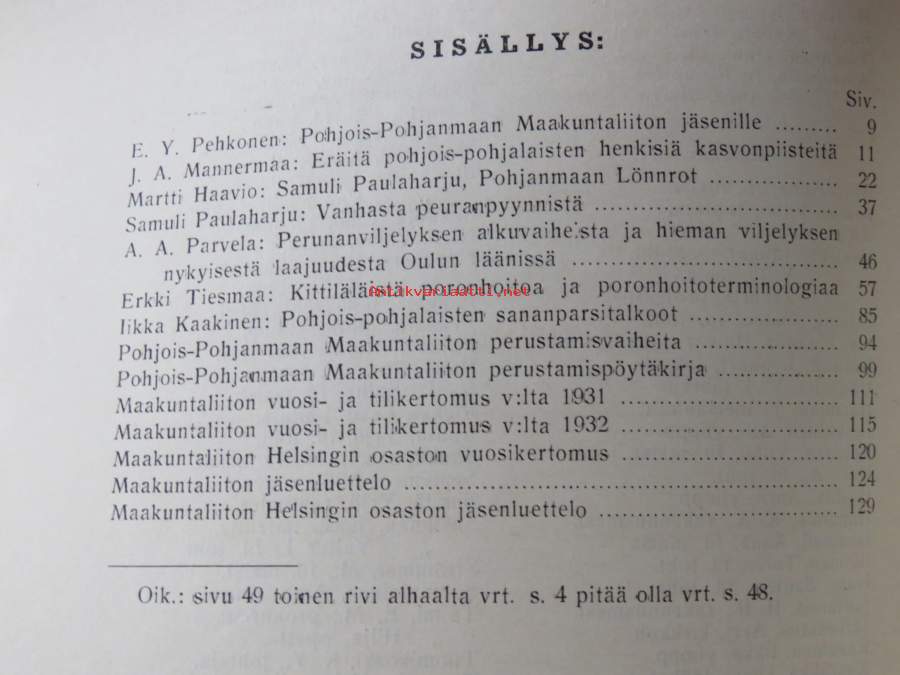 SISÄLLYS:
Siv.
E. Y. Pehkonen: Pohjois-Pohjanmaan Maakuntaliiton jäsenille ......... 9
J. A. Mannermaa: Eräitä pohjois-pohjalaisten henkisiä kasvonpiisteitä 11
Martti Haavio: Samuli Paulaharju, Pohjanmaan Lönnrot .................. 22
Samuli Paulaharju: Vanhasta peuranpyynnistä .................................. 37
A. A. Parvela: Perunanviljelyksen alkuvaiheista ja hieman viljelyksen
nykyisestä laajuudesta Oulun läänissä ..................................... 46
Erkki Tiesmaa: Kittiläläistä poronhoitoa ja poronhoitoterminologiaa 57
antikvariaatti.net
Iikka Kaakinen: Pohjois-pohjalaisten sananparsitalkoot ..................... 85
Pohjois-Pohjanmaan Maakuntaliiton perustamisvaiheita .................... 94
Pohjois-Pohjanmaan Maakuntaliiton perustamispöytäkirja ................. 99
Maakuntaliiton vuosi- ja tilikertomus v:lta 1931 .............................. 111
Maakuntaliiton vuosi- ja tilikertomus v:lta 1932 .............................. 115
Maakuntaliiton Helsingin osaston vuosikertomus .............................. 120
Maakuntaliiton jäsenluettelo ............................................................ 124
Maakuntaliiton Helsingin osaston jäsenluettelo ................................. 129
Oik.: sivu 49 toinen rivi alhaalta vrt. s. 4 pitää olla vrt. s. 48.